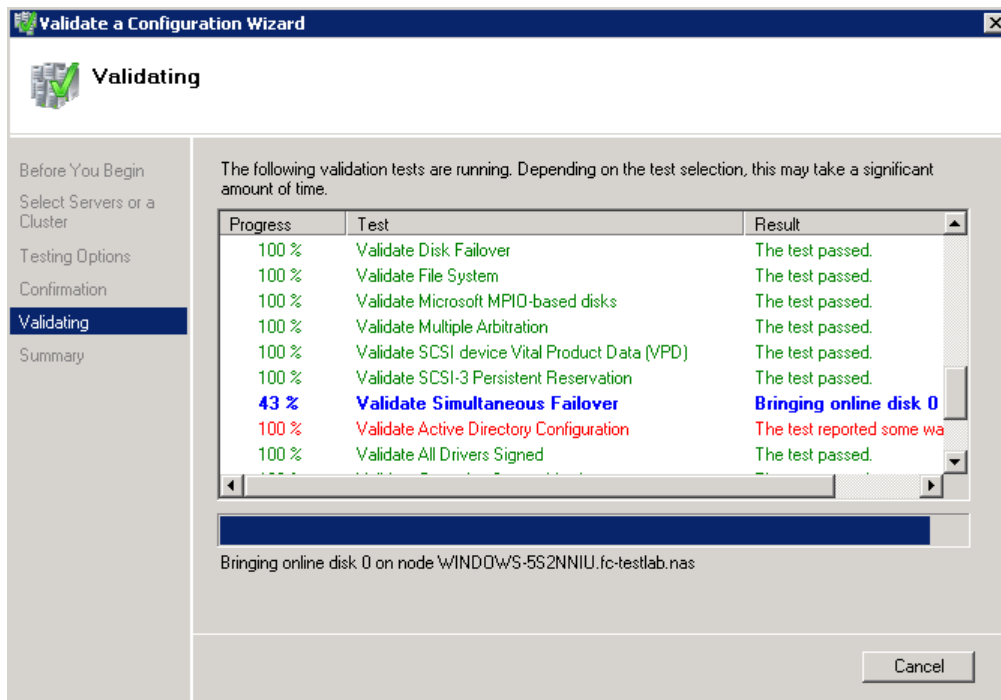 Validate a Configuration Wizard
Validating
Before You Begin
Select Servers or a
Cluster
Testing Options
Confirmation
Validating
Summary
The following validation tests are running. Depending on the test selection, this may take a significant
amount of time.
Progress Test Result
100 % Validate Disk Failover The test passed.
100 % Validate File System The test passed.
100 % Validate Microsoft MPIO-based disks The test passed.
100 % Validate Multiple Arbitration The test passed.
100 % Validate SCSI device Vital Product Data (VPD) The test passed.
100 % Validate SCSI-3 Persistent Reservation The test passed.
43 % Validate Simultaneous Failover Bringing online disk 0
100 % Validate Active Directory Configuration The test reported some wa
100 % Validate All Drivers Signed The test passed.
Bringing online disk 0 on node WINDOWS-5S2NNIU.fc-testlab.nas
Cancel